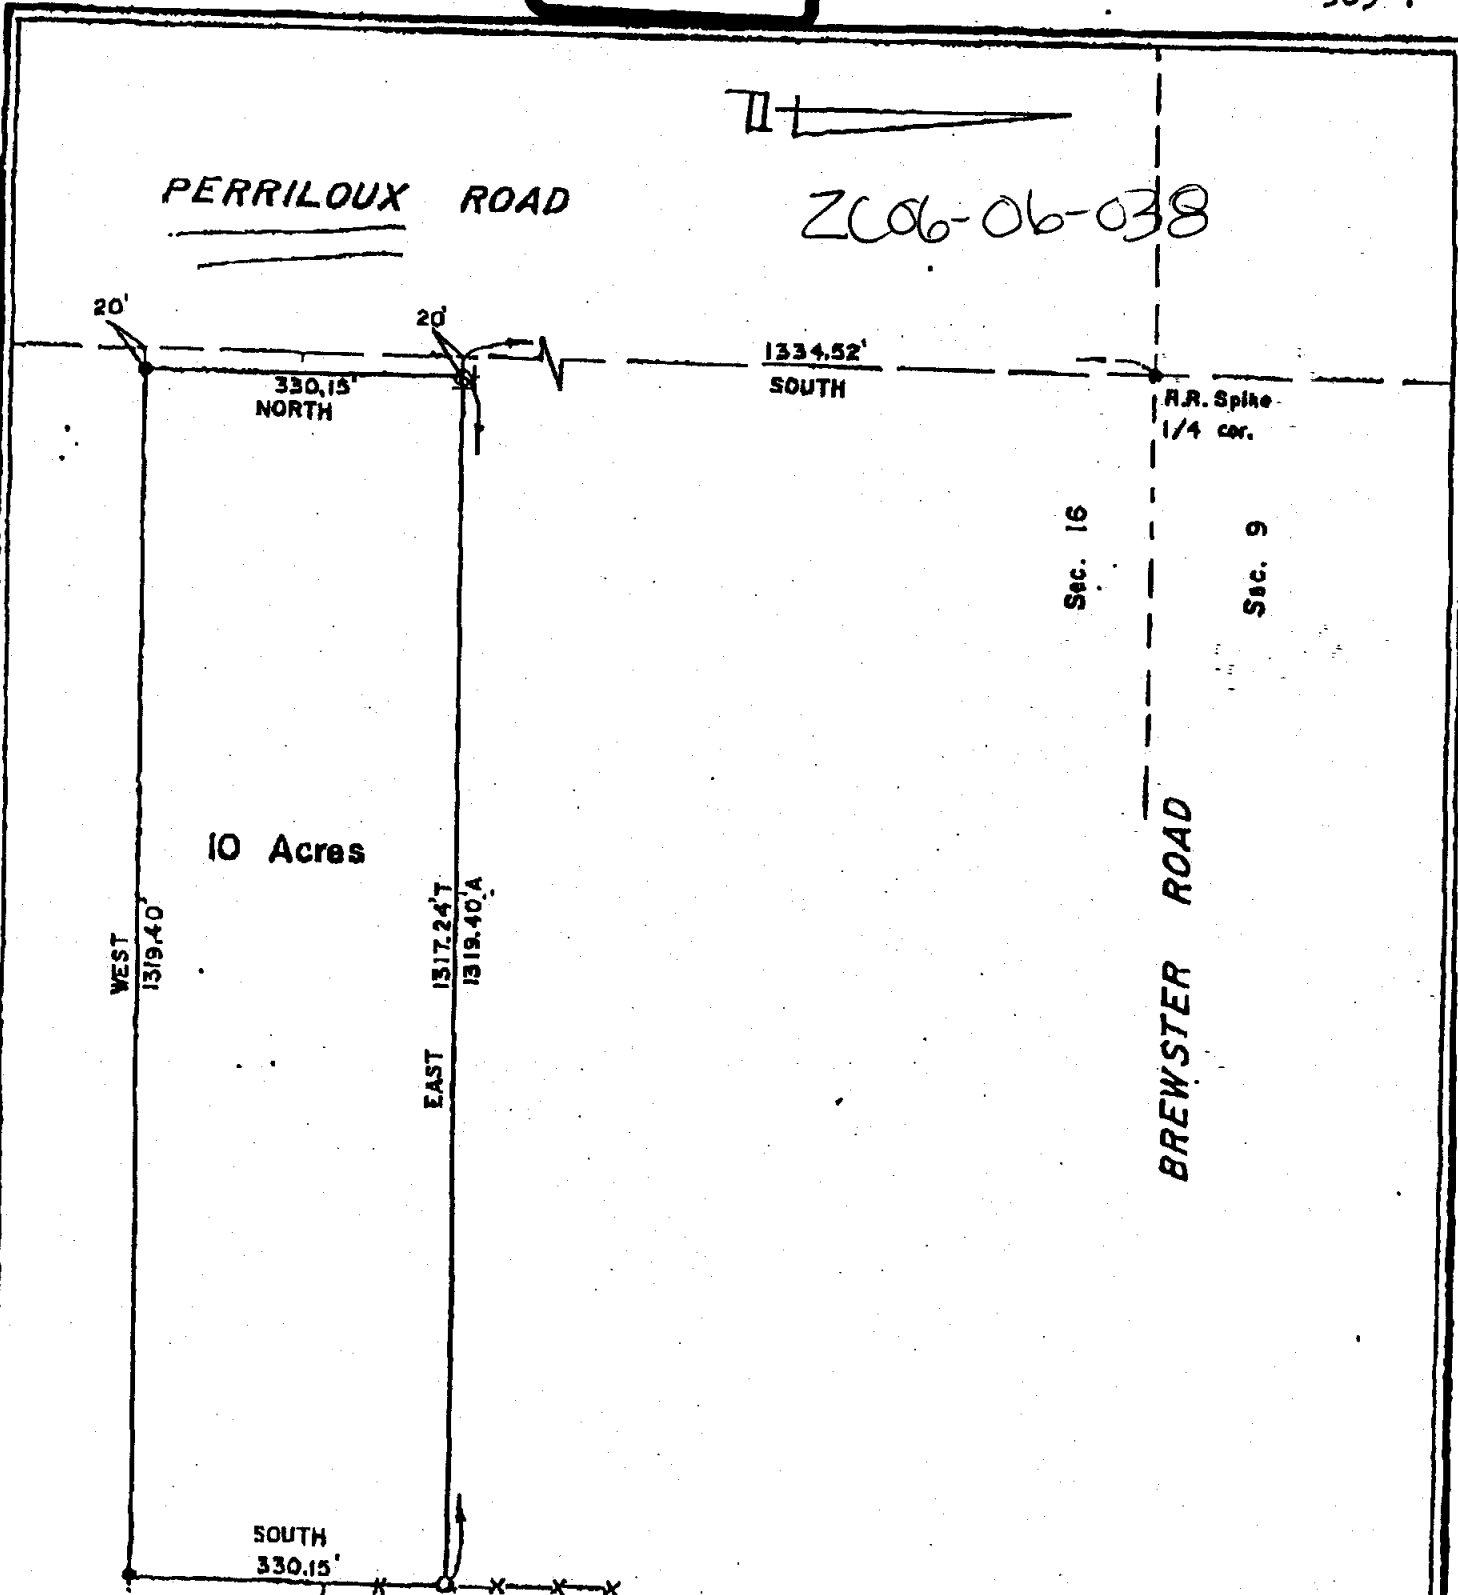 PERRILOUX ROAD
ZC06-06-038
20'
20'
1334.52'
SOUTH
330.15'
NORTH
R.R. Spike
1/4 cor.
Sec. 16
Sec. 9
10 Acres
WEST
1319.40'
EAST
1317.24'T
1319.40'A
BREWSTER ROAD
SOUTH
330.15'